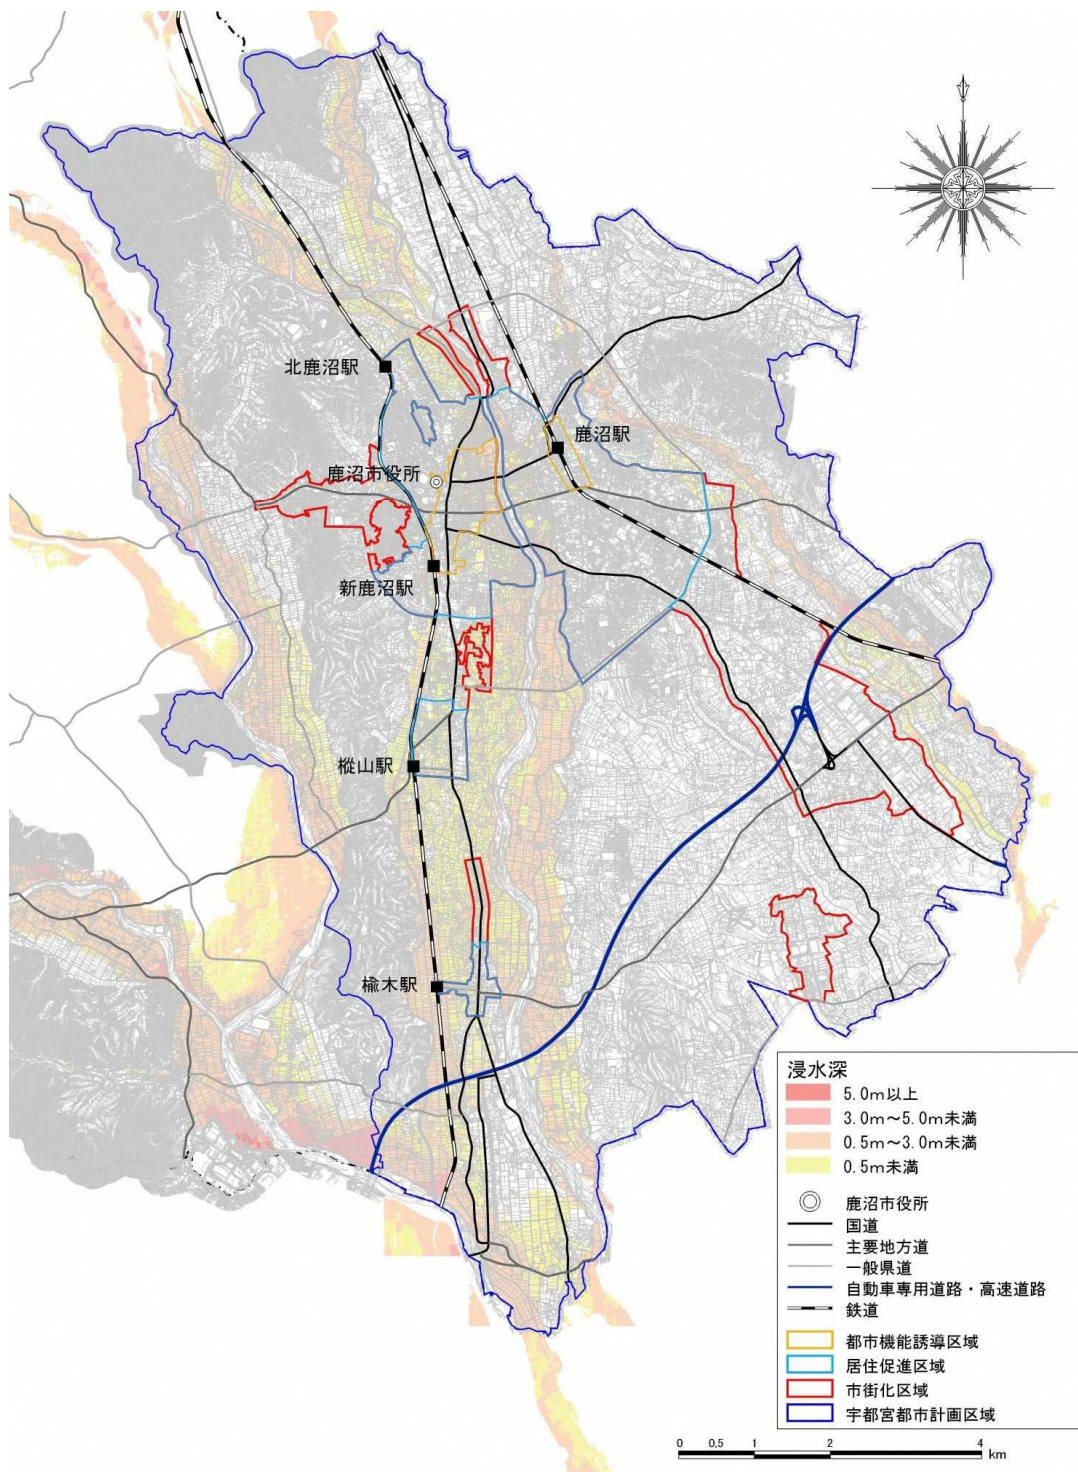 北鹿沼駅
鹿沼駅
鹿沼市役所
新鹿沼駅
樅山駅
楡木駅
浸水深
5.0m以上
3.0m～5.0m未満
0.5m～3.0m未満
0.5m未満
鹿沼市役所
国道
主要地方道
一般県道
自動車専用道路・高速道路
鉄道
都市機能誘導区域
居住促進区域
市街化区域
宇都宮都市計画区域
0 0.5 1 2 4
km